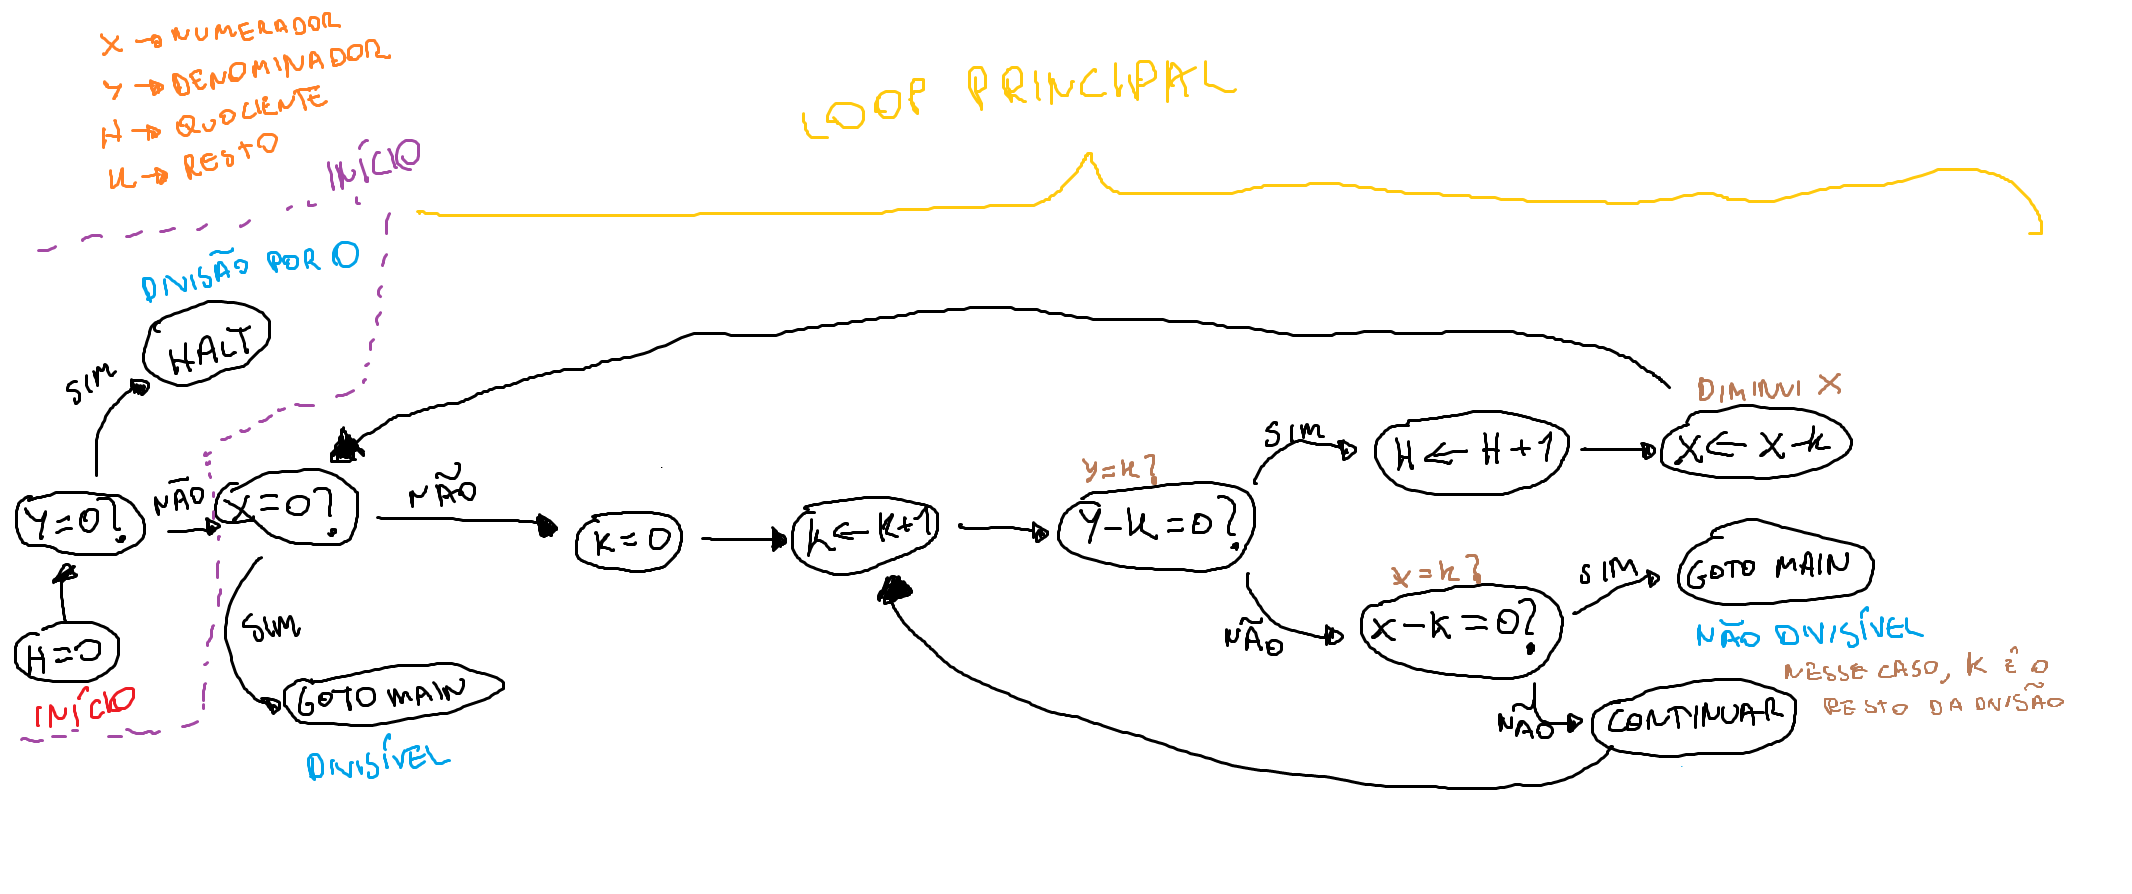 X → NUMERADOR
Y → DENOMINADOR
H → QUOCIENTE
K → RESTO
INÍCIO
LOOP PRINCIPAL
DIVISÃO POR 0
HALT
SIM
Y=0?
NÃO
X=0?
NÃO
K=0
K←K+1
Y=K?
Y-K=0?
SIM
H←H+1
DIMINUI X
X←X-K
NÃO
X=K?
X-K=0?
SIM
GOTO MAIN
NÃO DIVISÍVEL
NESSE CASO, K É O
RESTO DA DIVISÃO
NÃO
CONTINUAR
H=0
INÍCIO
SIM
GOTO MAIN
DIVISÍVEL